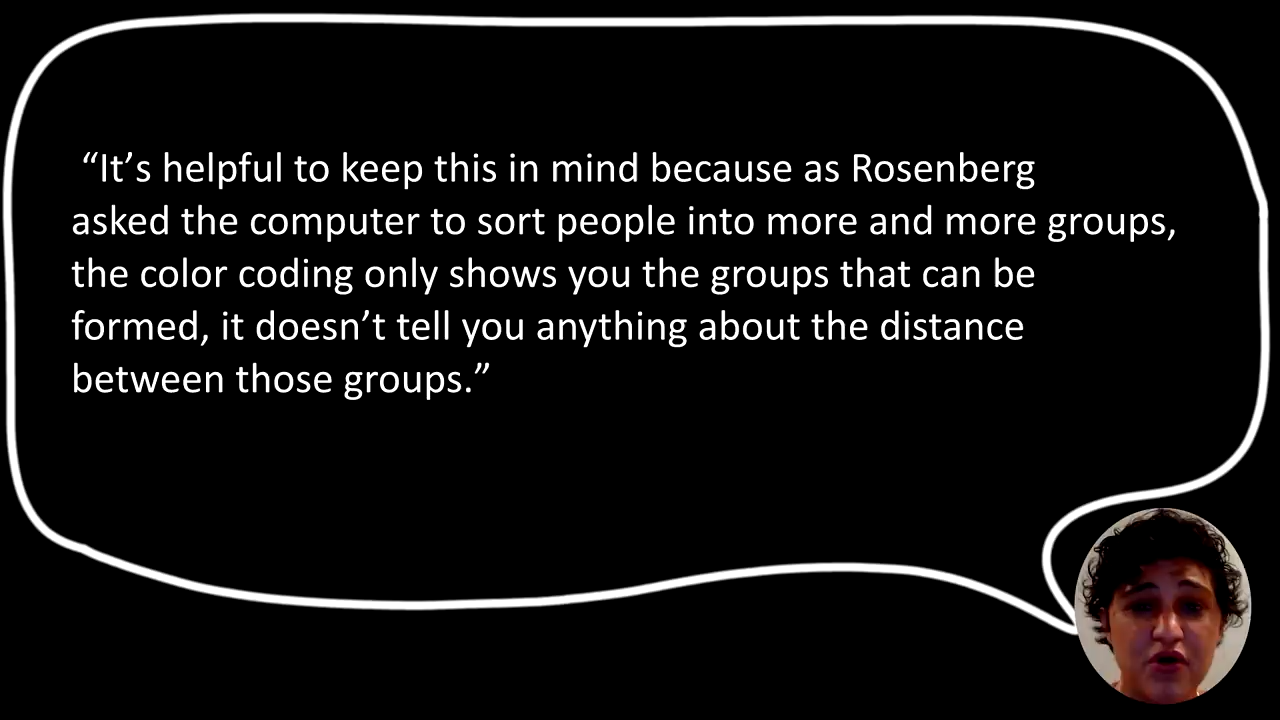 “It’s helpful to keep this in mind because as Rosenberg
asked the computer to sort people into more and more groups,
the color coding only shows you the groups that can be
formed, it doesn’t tell you anything about the distance
between those groups.”